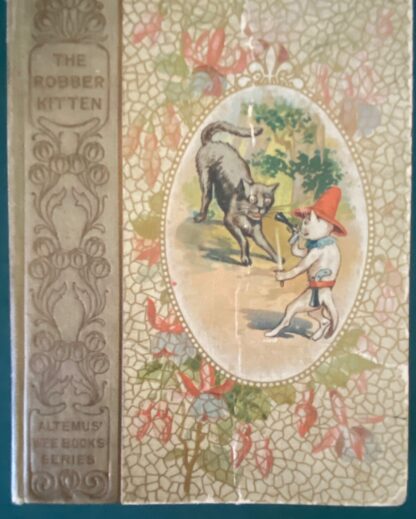 THE
ROBBER
KITTEN
ALTEMUS'
WEE BOOKS
SERIES